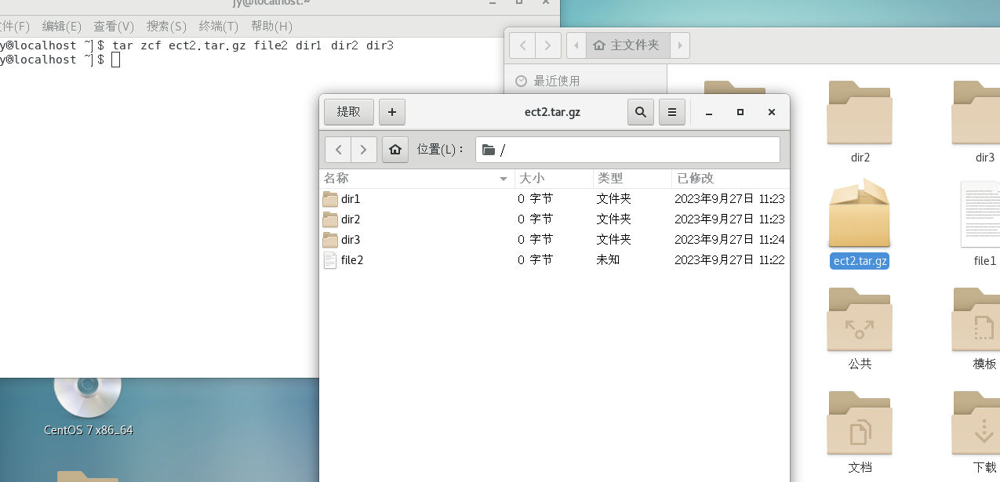 jy@localhost:~
件(F) 编辑(E) 查看(V) 搜索(S) 终端(T) 帮助(H)
y@localhost ~]$ tar zcf ect2.tar.gz file2 dir1 dir2 dir3
y@localhost ~]$
主文件夹
最近使用
提取
+
ect2.tar.gz
位置(L)：
/
名称 大小 类型 已修改
dir1 0 字节 文件夹 2023年9月27日 11:23
dir2 0 字节 文件夹 2023年9月27日 11:23
dir3 0 字节 文件夹 2023年9月27日 11:24
file2 0 字节 未知 2023年9月27日 11:22
dir2
dir3
ect2.tar.gz
file1
公共
模板
文档
下载
CentOS 7 x86_64